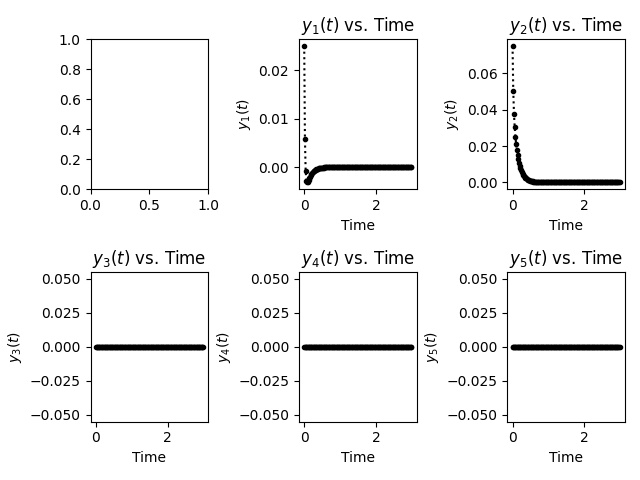 y₁(t) vs. Time
y₂(t) vs. Time
1.0
0.8
0.6
0.4
0.2
0.0
0.0 0.5 1.0
y₁(t)
0.02
0.01
0.00
0 2
Time
y₂(t)
0.06
0.04
0.02
0.00
0 2
Time
y₃(t) vs. Time
y₃(t)
0.050
0.025
0.000
−0.025
−0.050
0 2
Time
y₄(t) vs. Time
y₄(t)
0.050
0.025
0.000
−0.025
−0.050
0 2
Time
y₅(t) vs. Time
y₅(t)
0.050
0.025
0.000
−0.025
−0.050
0 2
Time